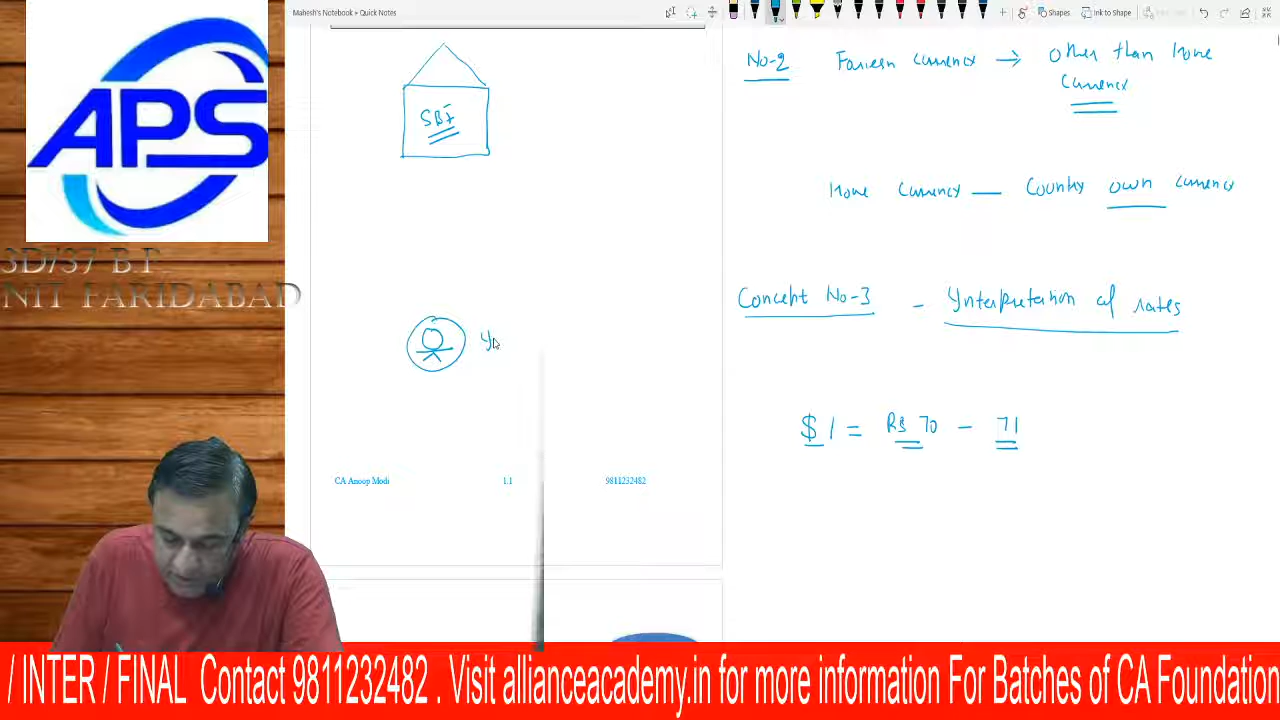 APS
3D/37 B.P.
NIT FARIDABAD
Mahesh's Notebook » Quick Notes
Shapes
Ink to Shape
SBI
CA Anoop Modi
1.1
9811232482
No-2 Foriegn currency → Other than Home
currency
Home currency — Country own currency
Concept No-3 - Interpretation of rates
$ 1 = RS 70 - 71
/ INTER / FINAL Contact 9811232482 . Visit allianceacademy.in for more information For Batches of CA Foundation